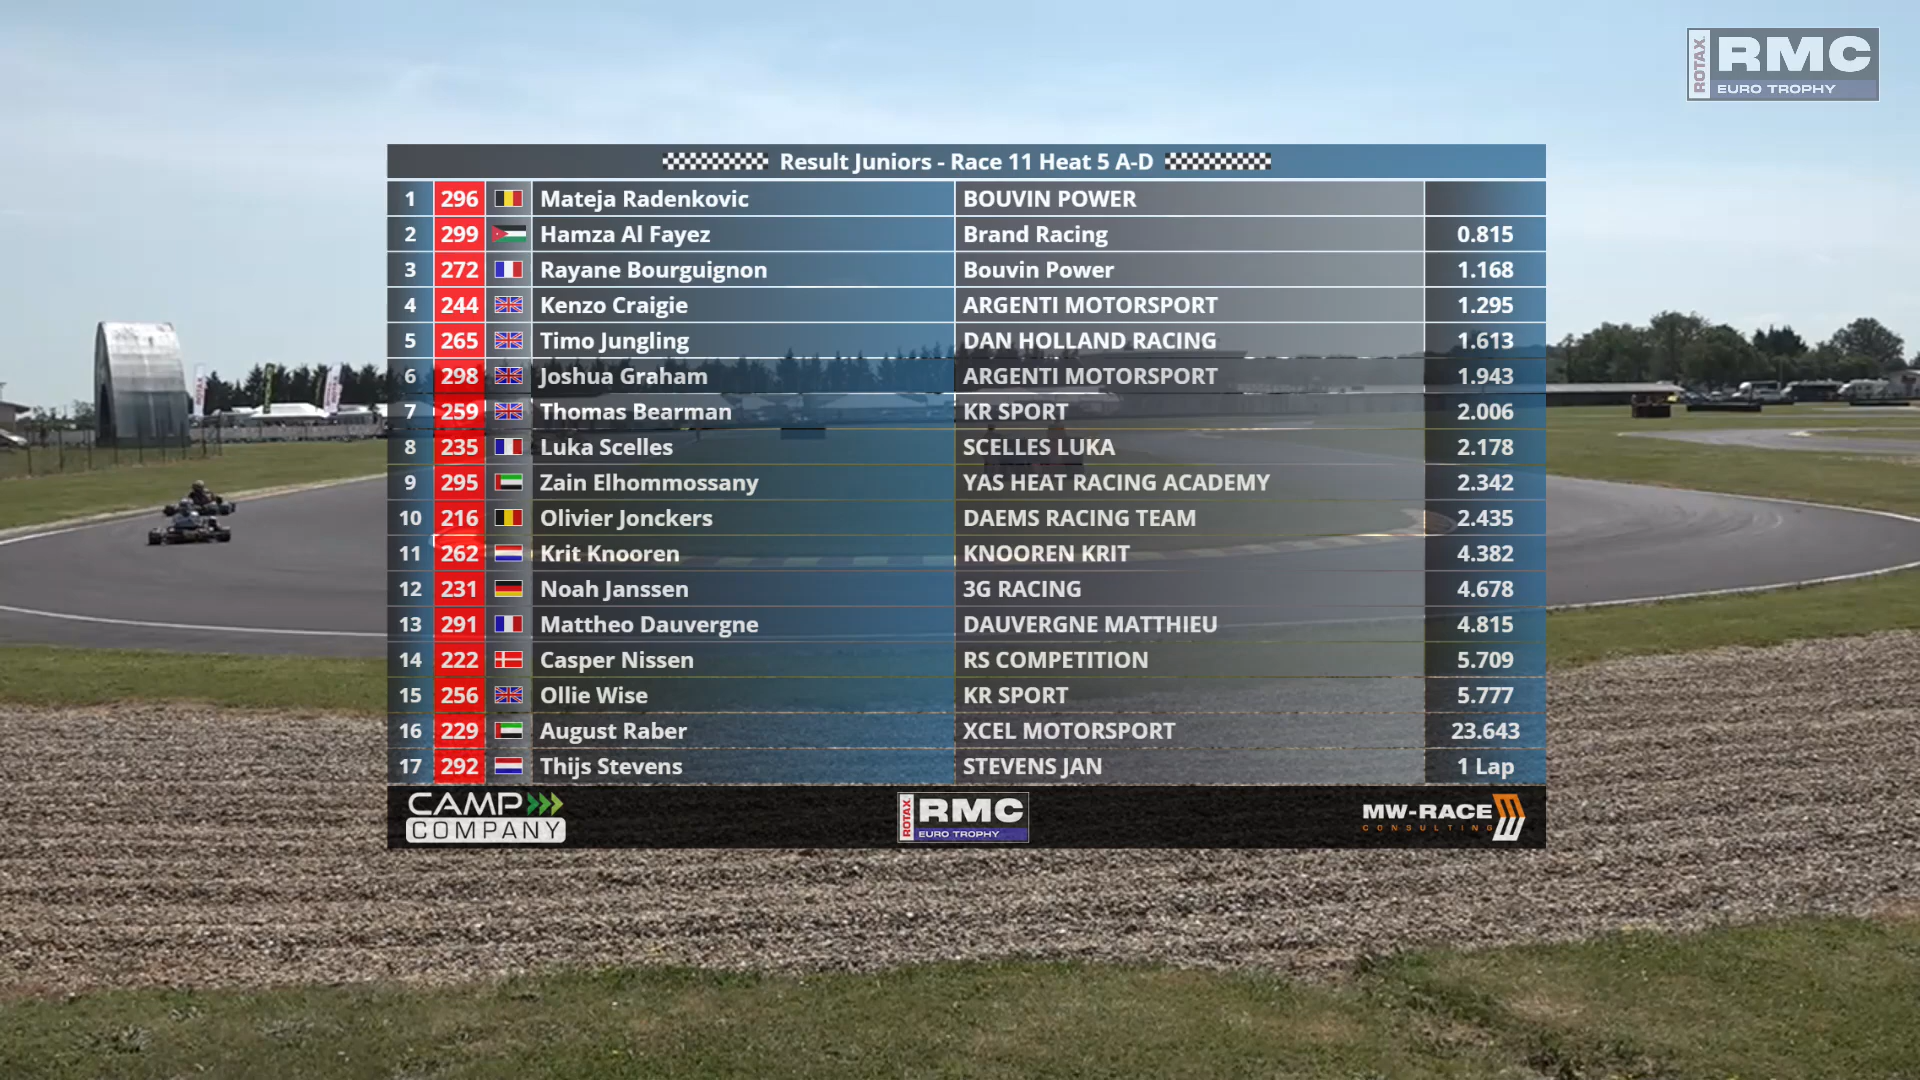 ROTAX RMC
EURO TROPHY
Result Juniors - Race 11 Heat 5 A-D
1 296 Mateja Radenkovic BOUVIN POWER
2 299 Hamza Al Fayez Brand Racing 0.815
3 272 Rayane Bourguignon Bouvin Power 1.168
4 244 Kenzo Craigie ARGENTI MOTORSPORT 1.295
5 265 Timo Jungling DAN HOLLAND RACING 1.613
6 298 Joshua Graham ARGENTI MOTORSPORT 1.943
7 259 Thomas Bearman KR SPORT 2.006
8 235 Luka Scelles SCELLES LUKA 2.178
9 295 Zain Elhommossany YAS HEAT RACING ACADEMY 2.342
10 216 Olivier Jonckers DAEMS RACING TEAM 2.435
11 262 Krit Knooren KNOOREN KRIT 4.382
12 231 Noah Janssen 3G RACING 4.678
13 291 Mattheo Dauvergne DAUVERGNE MATTHIEU 4.815
14 222 Casper Nissen RS COMPETITION 5.709
15 256 Ollie Wise KR SPORT 5.777
16 229 August Raber XCEL MOTORSPORT 23.643
17 292 Thijs Stevens STEVENS JAN 1 Lap
CAMP
COMPANY
ROTAX RMC
EURO TROPHY
MW-RACE
CONSULTING